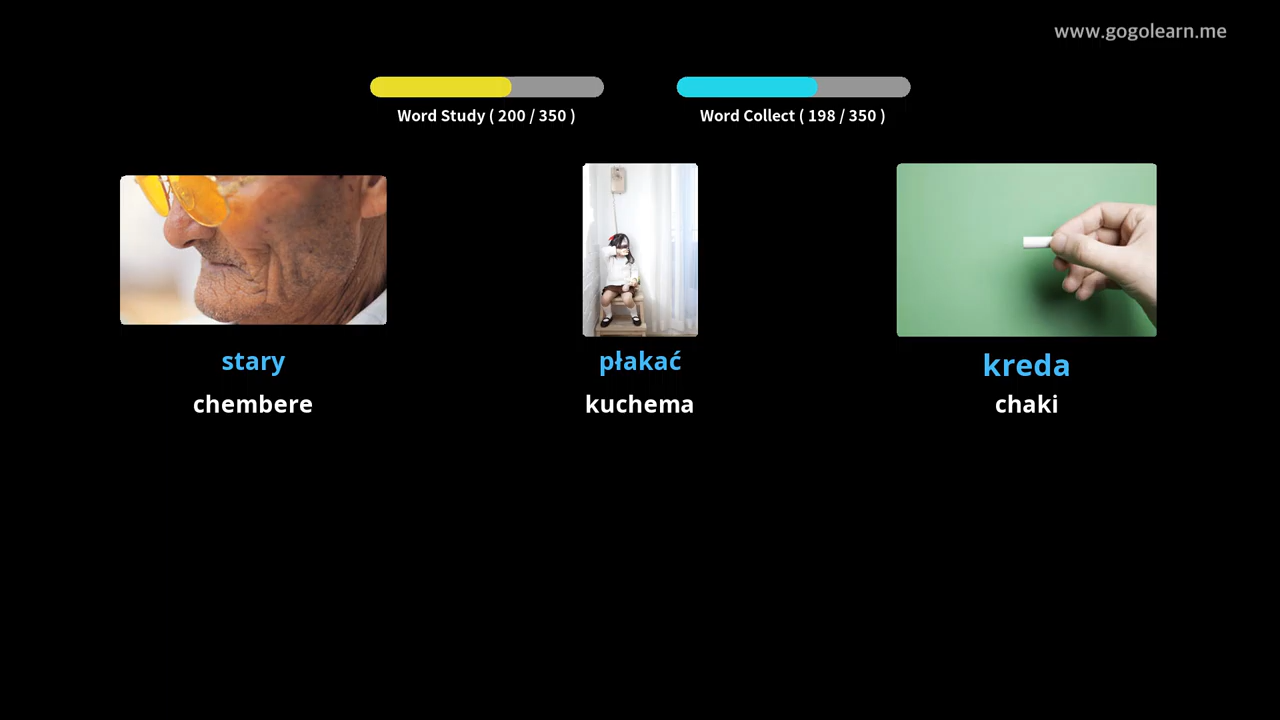 www.gogolearn.me
Word Study ( 200 / 350 )
Word Collect ( 198 / 350 )
stary
płakać
kreda
chembere
kuchema
chaki